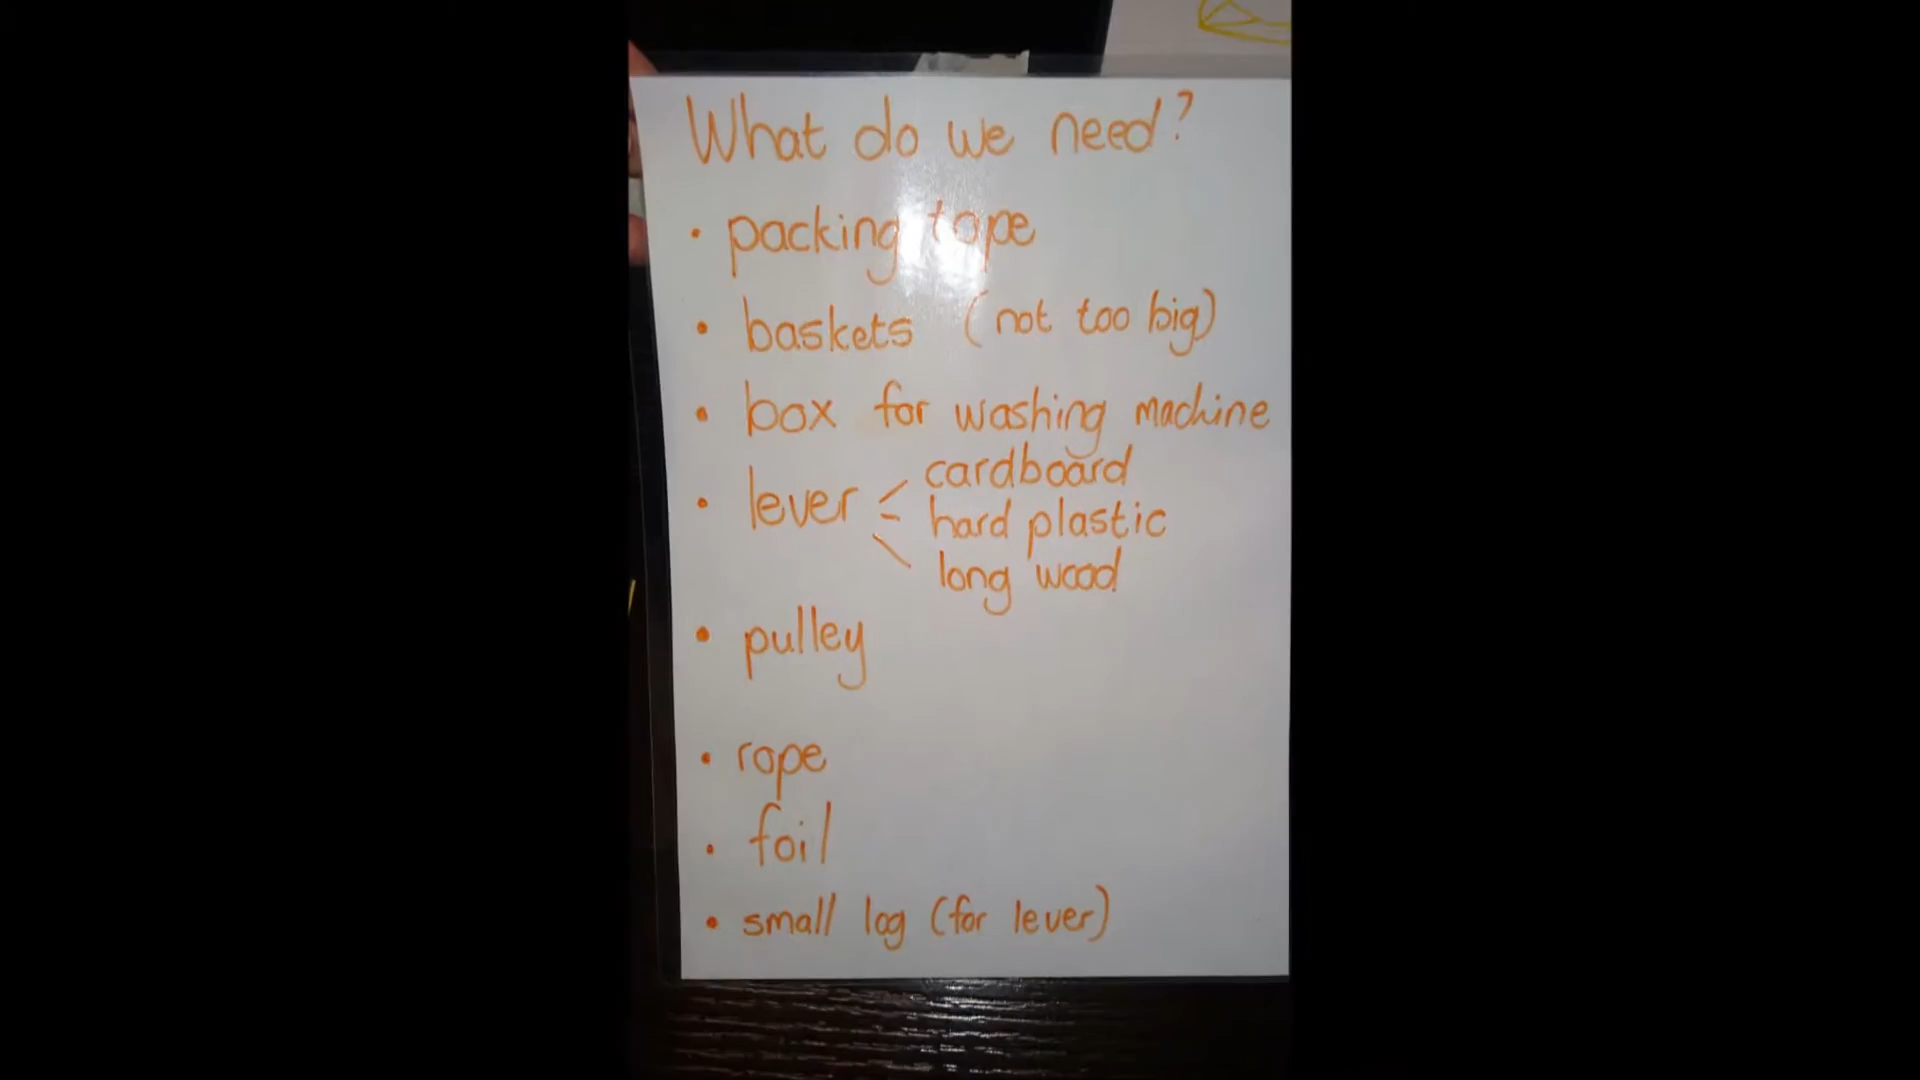 What do we need?
• packing tape
• baskets (not too big)
• box for washing machine
• lever
cardboard
hard plastic
long wood
• pulley
• rope
• foil
• small log (for lever)